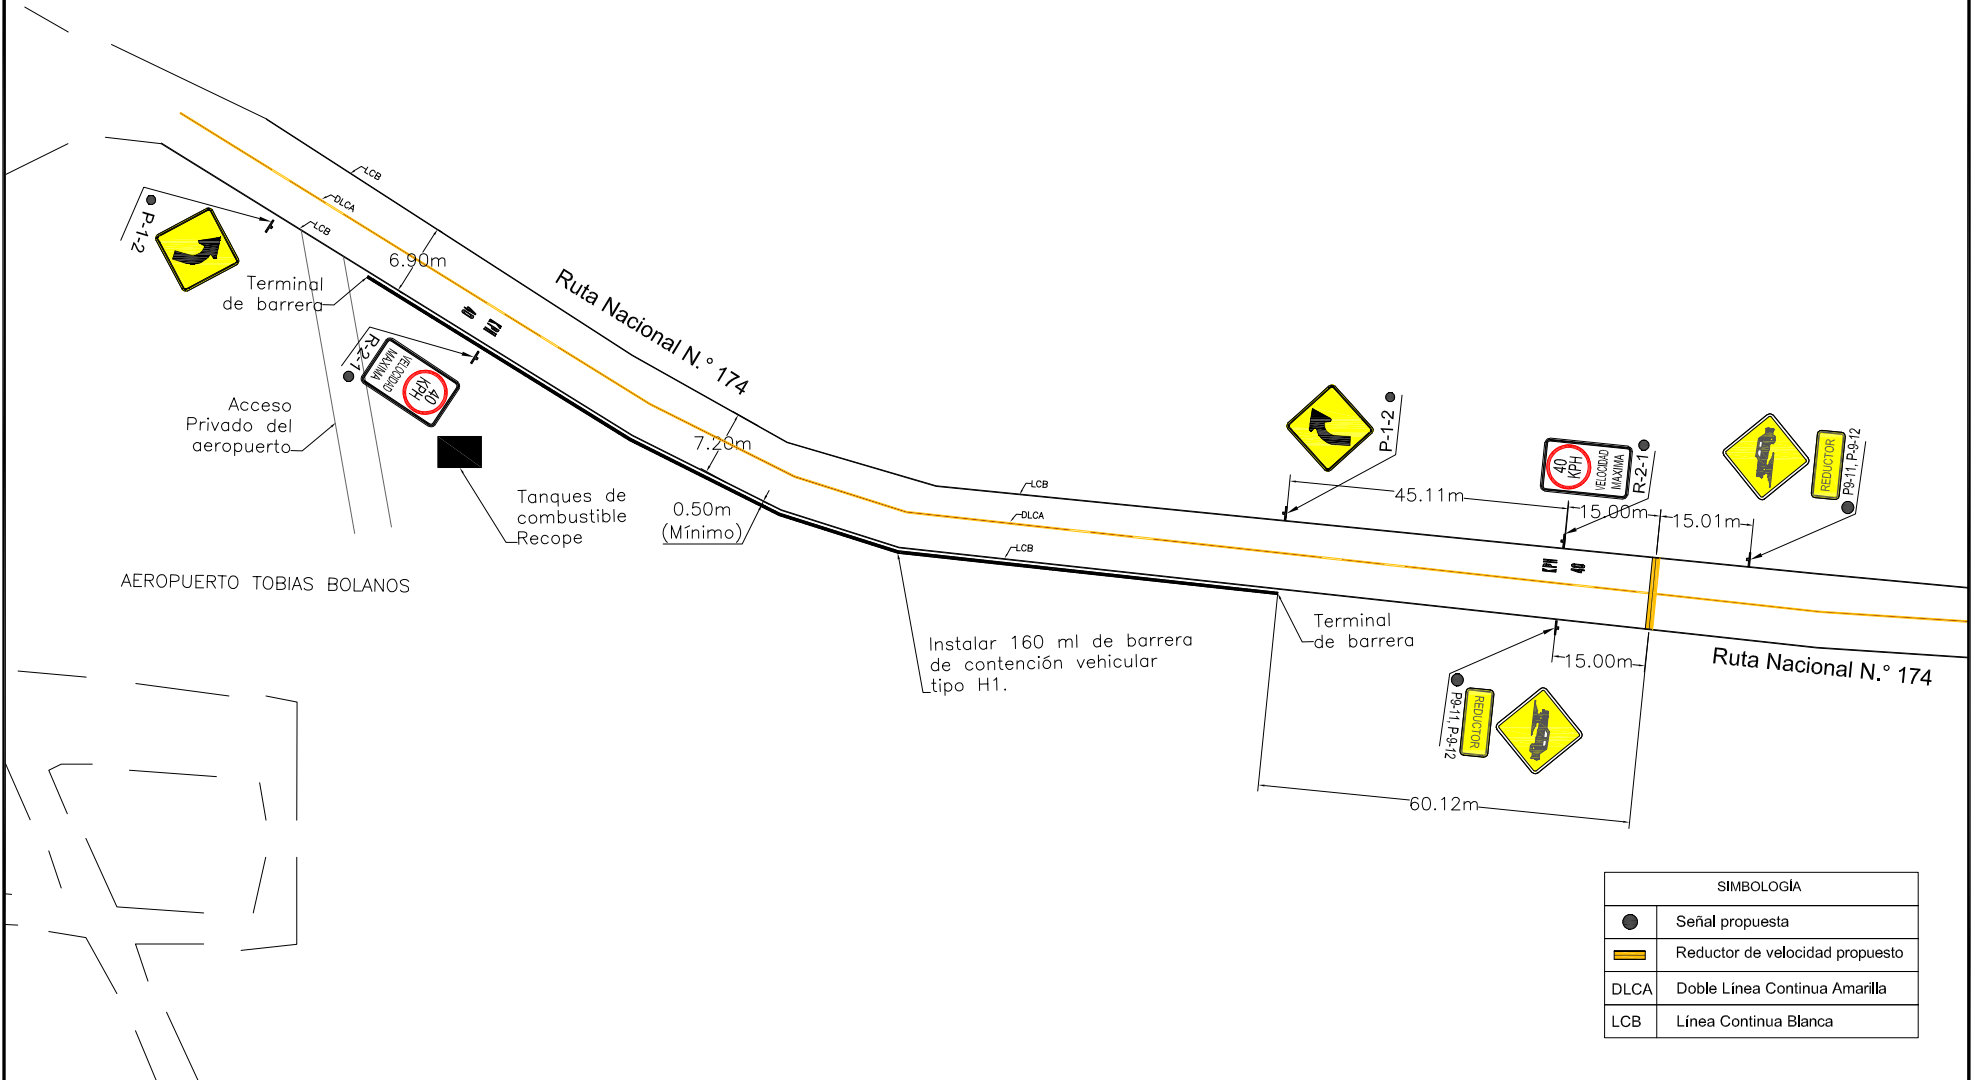 LCB
DLCA
LCB
P-1-2
6.90m
Terminal
de barrera
40
KPH
Ruta Nacional N.° 174
R-2-1
VELOCIDAD
MAXIMA
40
KPH
Acceso
Privado del
aeropuerto
7.20m
Tanques de
combustible
Recope
0.50m
(Mínimo)
AEROPUERTO TOBIAS BOLANOS
LCB
DLCA
LCB
P-1-2
45.11m
40
KPH
VELOCIDAD
MAXIMA
R-2-1
15.00m
15.01m
REDUCTOR
P9-11, P-9-12
KPH
40
Instalar 160 ml de barrera
de contención vehicular
tipo H1.
Terminal
de barrera
15.00m
Ruta Nacional N.° 174
P9-11, P-9-12
REDUCTOR
60.12m
SIMBOLOGÍA
Señal propuesta
Reductor de velocidad propuesto
DLCA Doble Línea Continua Amarilla
LCB Línea Continua Blanca